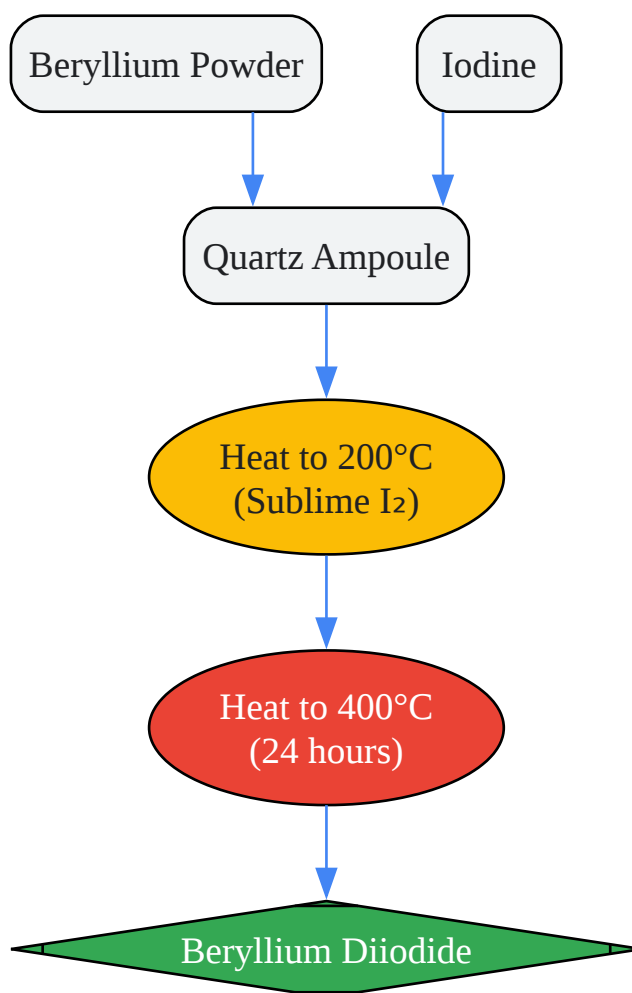 Beryllium Powder
Iodine
Quartz Ampoule
Heat to 200°C
(Sublime I₂)
Heat to 400°C
(24 hours)
Beryllium Diiodide